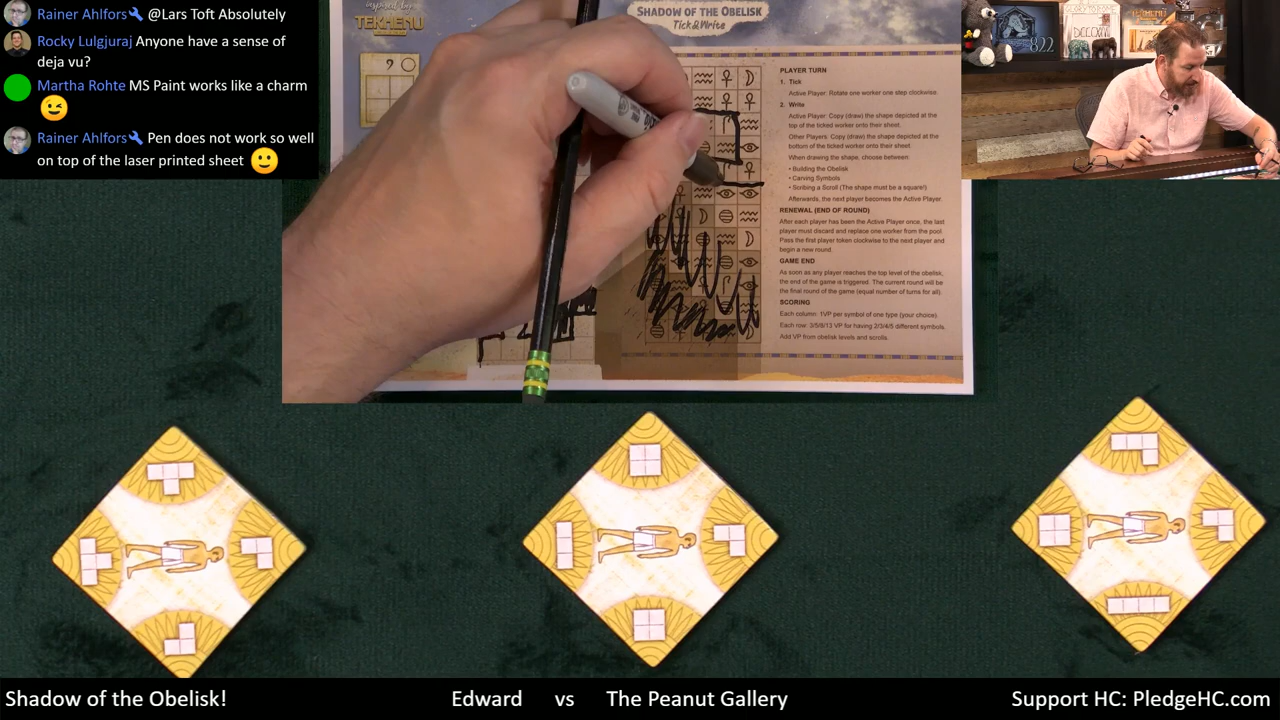 Rainer Ahlfors🔧 @Lars Toft Absolutely
Rocky Lulgjuraj Anyone have a sense of
deja vu?
Martha Rohte MS Paint works like a charm
😉
Rainer Ahlfors🔧 Pen does not work so well
on top of the laser printed sheet 🙂
inspired by
TEKHENU
SHADOW OF THE OBELISK
Tick&Write
822
PLAYER TURN
1. Tick
Active Player: Rotate one worker one step clockwise.
2. Write
Active Player: Copy (draw) the shape depicted at the
top of the ticked worker onto their sheet.
Other Players: Copy (draw) the shape depicted at the
bottom of the ticked worker onto their sheet.
When drawing the shape, choose between:
• Building the Obelisk
• Carving Symbols
• Scribing a Scroll (The shape must be a square!)
Afterwards, the next player becomes the Active Player.
RENEWAL (END OF ROUND)
After each player has been the Active Player once, the last
player must discard and replace one worker from the pool.
Pass the first player token clockwise to the next player and
begin a new round.
GAME END
As soon as any player reaches the top level of the obelisk,
the end of the game is triggered. The current round will be
the final round of the game (equal number of turns for all).
SCORING
Each column: 1VP per symbol of one type (your choice).
Each row: 3/5/8/13 VP for having 2/3/4/5 different symbols.
Add VP from obelisk levels and scrolls.
Shadow of the Obelisk!
Edward vs The Peanut Gallery
Support HC: PledgeHC.com